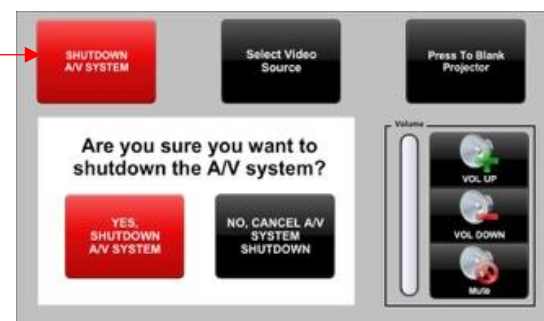 SHUTDOWN
A/V SYSTEM
Select Video
Source
Press To Blank
Projector
Are you sure you want to
shutdown the A/V system?
YES,
SHUTDOWN
A/V SYSTEM
NO, CANCEL A/V
SYSTEM
SHUTDOWN
Volume
VOL UP
VOL DOWN
Mute